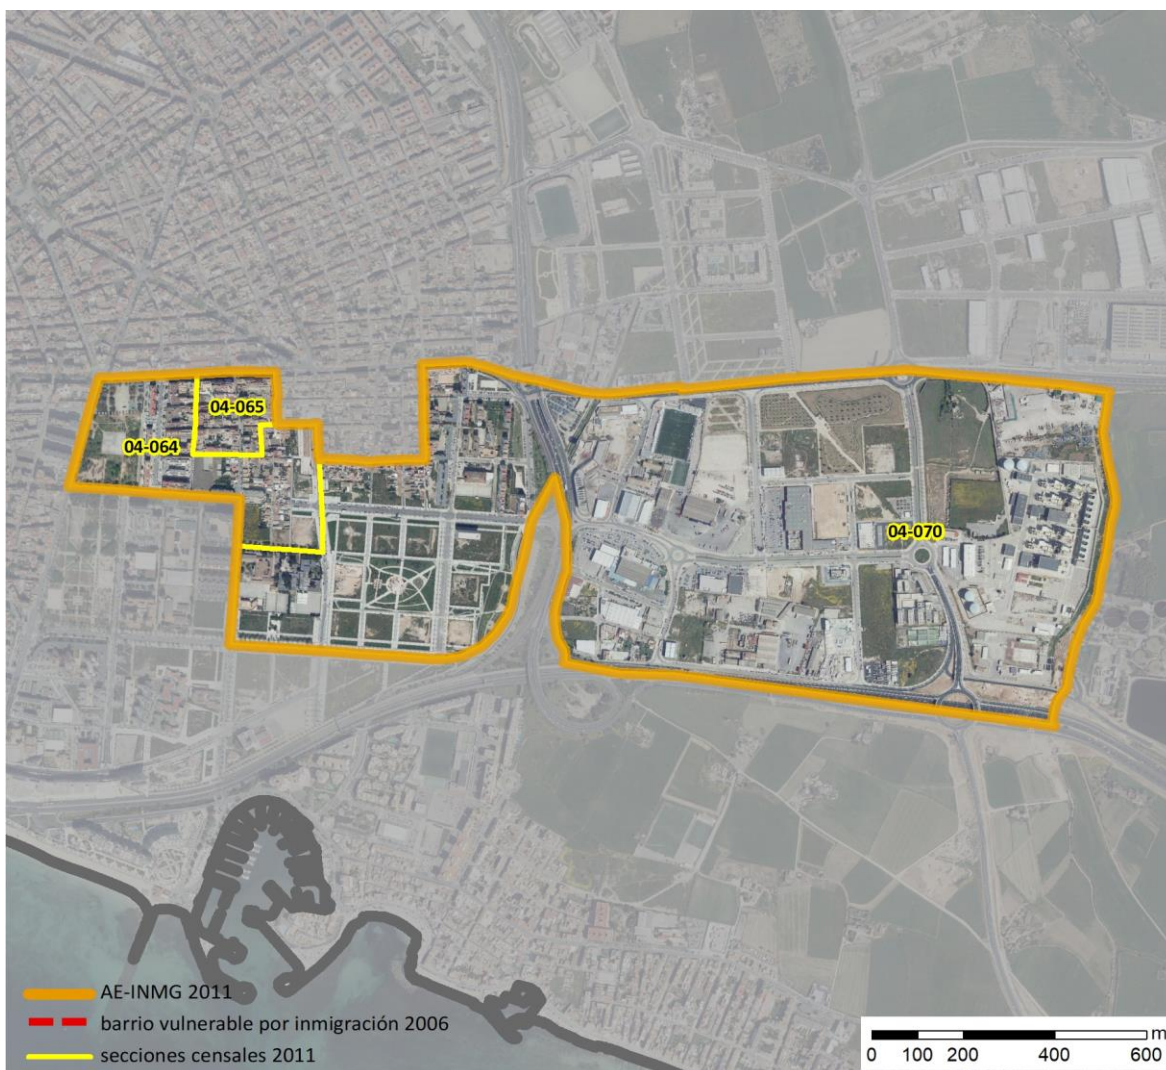 04-065
04-064
04-070
AE-INMG 2011
barrio vulnerable por inmigración 2006
secciones censales 2011
m
0 100 200 400 600